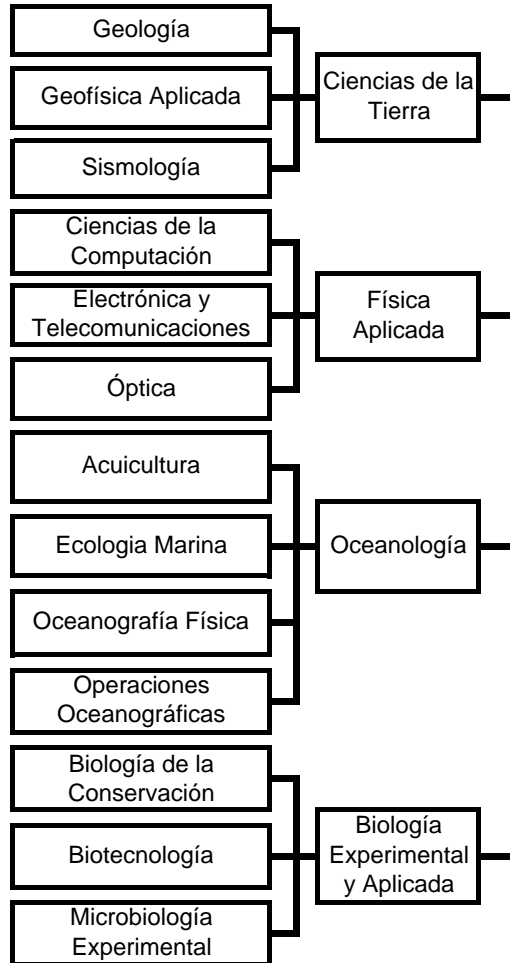 Geología
Geofísica Aplicada
Sismología
Ciencias de la
Tierra
Ciencias de la
Computación
Electrónica y
Telecomunicaciones
Óptica
Física
Aplicada
Acuicultura
Ecologia Marina
Oceanografía Física
Operaciones
Oceanográficas
Oceanología
Biología de la
Conservación
Biotecnología
Microbiología
Experimental
Biología
Experimental
y Aplicada